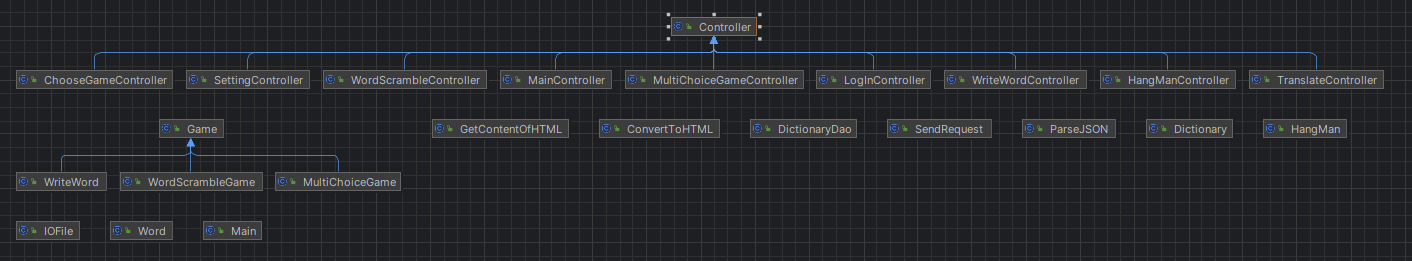 Controller
ChooseGameController SettingController WordScrambleController MainController MultiChoiceGameController LogInController WriteWordController HangManController TranslateController
Game GetContentOfHTML ConvertToHTML DictionaryDao SendRequest ParseJSON Dictionary HangMan
WriteWord WordScrambleGame MultiChoiceGame
IOFile Word Main